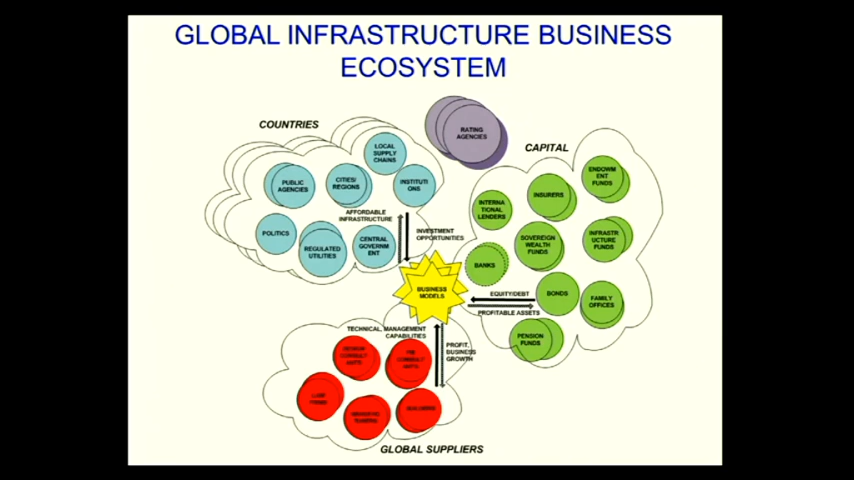 GLOBAL INFRASTRUCTURE BUSINESS
ECOSYSTEM
COUNTRIES
RATING
AGENCIES
CAPITAL
LOCAL
SUPPLY
CHAINS
PUBLIC
AGENCIES
CITIES/
REGIONS
INSTITUTI
ONS
POLITICS
REGULATED
UTILITIES
CENTRAL
GOVERNM
ENT
AFFORDABLE
INFRASTRUCTURE
INVESTMENT
OPPORTUNITIES
ENDOWM
ENT
FUNDS
INSURERS
INTERNA
TIONAL
LENDERS
SOVEREIGN
WEALTH
FUNDS
INFRASTR
UCTURE
FUNDS
BANKS
BONDS
FAMILY
OFFICES
PENSION
FUNDS
BUSINESS
MODELS
EQUITY/DEBT
PROFITABLE ASSETS
TECHNICAL, MANAGEMENT
CAPABILITIES
PROFIT,
BUSINESS
GROWTH
GLOBAL SUPPLIERS